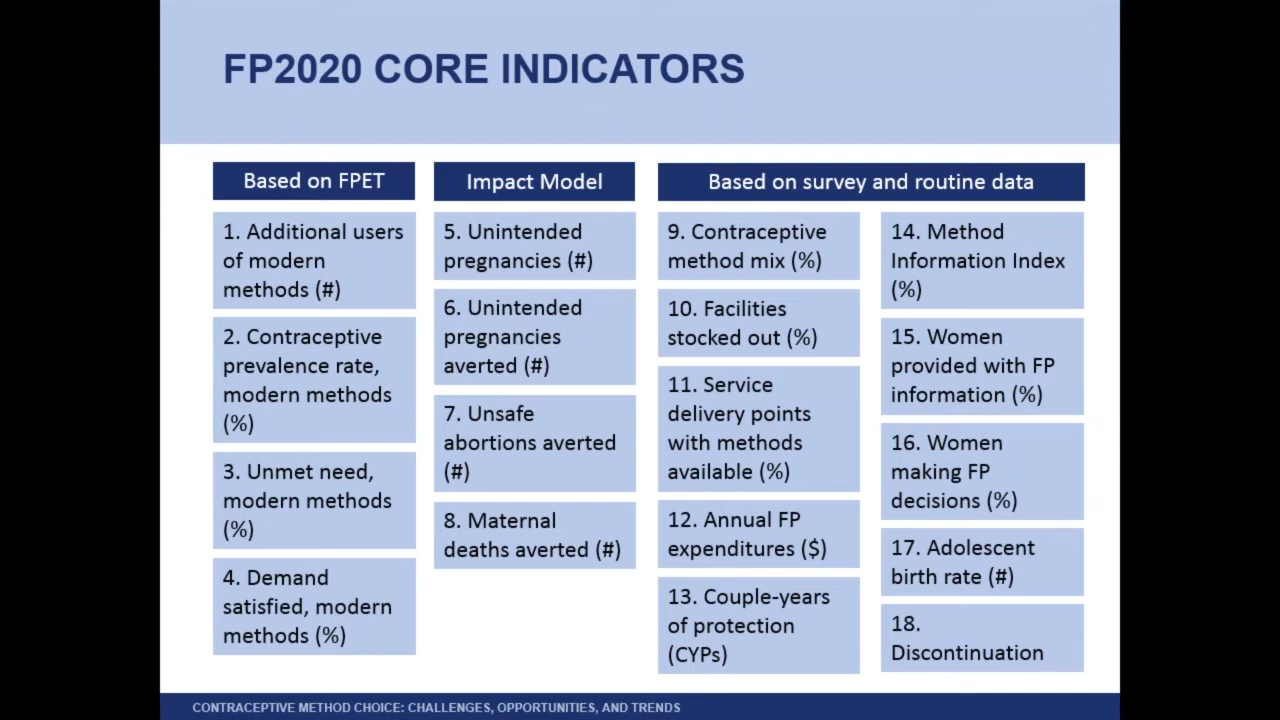 FP2020 CORE INDICATORS
Based on FPET
1. Additional users
of modern
methods (#)
2. Contraceptive
prevalence rate,
modern methods
(%)
3. Unmet need,
modern methods
(%)
4. Demand
satisfied, modern
methods (%)
Impact Model
5. Unintended
pregnancies (#)
6. Unintended
pregnancies
averted (#)
7. Unsafe
abortions averted
(#)
8. Maternal
deaths averted (#)
Based on survey and routine data
9. Contraceptive
method mix (%)
10. Facilities
stocked out (%)
11. Service
delivery points
with methods
available (%)
12. Annual FP
expenditures ($)
13. Couple-years
of protection
(CYPs)
14. Method
Information Index
(%)
15. Women
provided with FP
information (%)
16. Women
making FP
decisions (%)
17. Adolescent
birth rate (#)
18.
Discontinuation
CONTRACEPTIVE METHOD CHOICE: CHALLENGES, OPPORTUNITIES, AND TRENDS